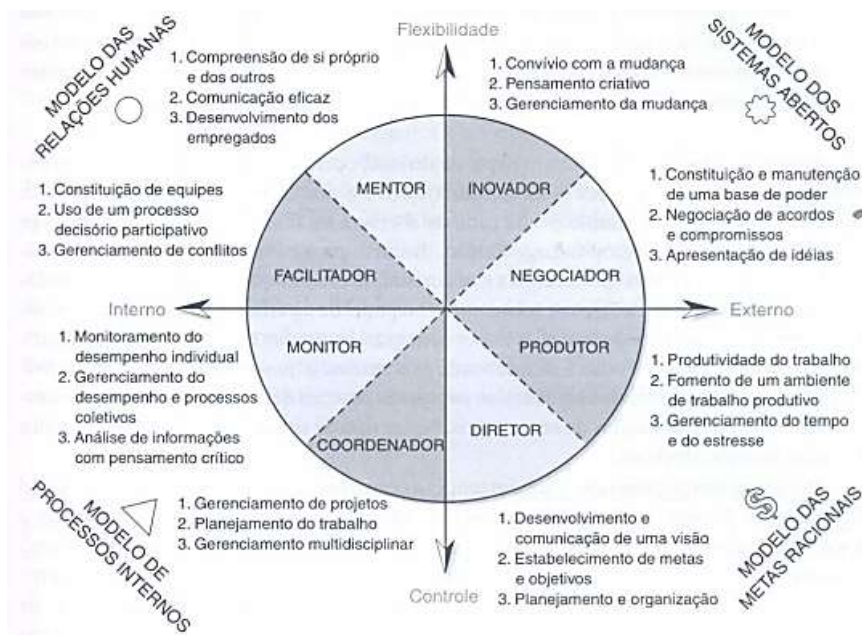 Flexibilidade
MODELO DAS
RELAÇÕES HUMANAS
1. Compreensão de si próprio
e dos outros
2. Comunicação eficaz
3. Desenvolvimento dos
empregados
1. Convívio com a mudança
2. Pensamento criativo
3. Gerenciamento da mudança
MODELO DOS
SISTEMAS ABERTOS
1. Constituição de equipes
2. Uso de um processo
decisório participativo
3. Gerenciamento de conflitos
MENTOR
INOVADOR
1. Constituição e manutenção
de uma base de poder
2. Negociação de acordos
e compromissos
3. Apresentação de idéias
FACILITADOR
NEGOCIADOR
Interno
Externo
1. Monitoramento do
desempenho individual
2. Gerenciamento do
desempenho e processos
coletivos
3. Análise de informações
com pensamento crítico
MONITOR
PRODUTOR
1. Produtividade do trabalho
2. Fomento de um ambiente
de trabalho produtivo
3. Gerenciamento do tempo
e do estresse
COORDENADOR
DIRETOR
MODELO DE
PROCESSOS INTERNOS
1. Gerenciamento de projetos
2. Planejamento do trabalho
3. Gerenciamento multidisciplinar
1. Desenvolvimento e
comunicação de uma visão
2. Estabelecimento de metas
e objetivos
3. Planejamento e organização
MODELO DAS
METAS RACIONAIS
Controle